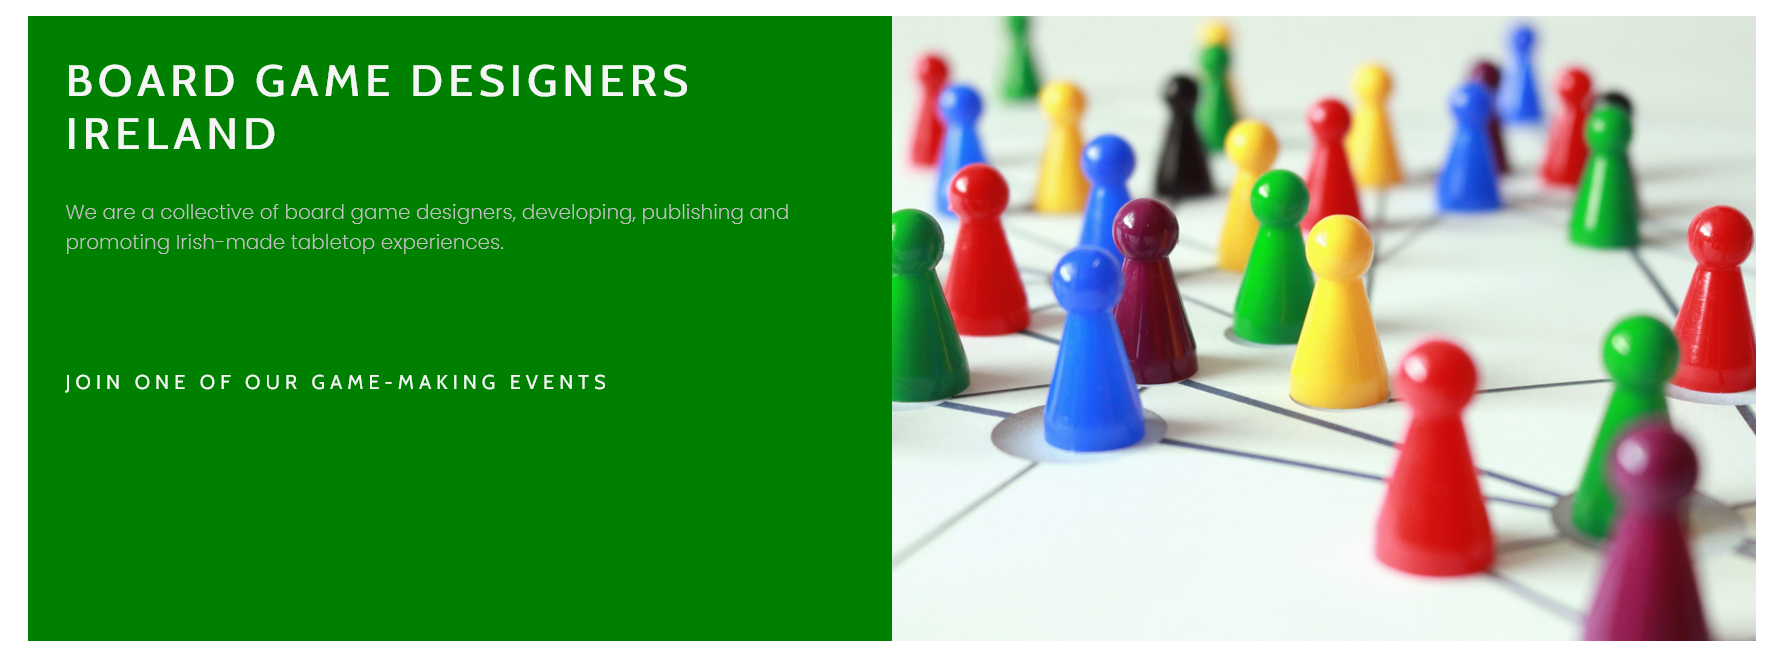 BOARD GAME DESIGNERS
IRELAND
We are a collective of board game designers, developing, publishing and
promoting Irish-made tabletop experiences.
JOIN ONE OF OUR GAME-MAKING EVENTS